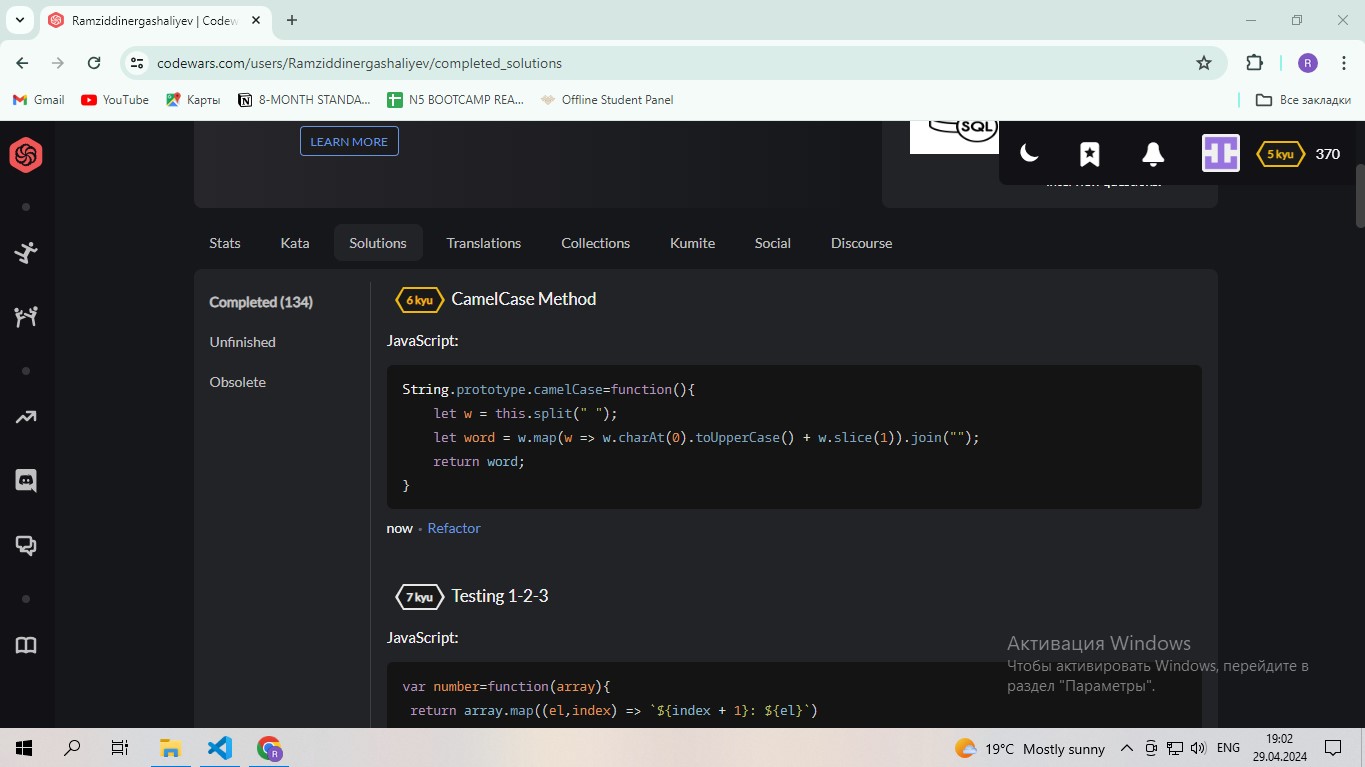 Ramziddinergashaliyev | Codew
codewars.com/users/Ramziddinergashaliyev/completed_solutions
R
Gmail
YouTube
Карты
8-MONTH STANDA...
N5 BOOTCAMP REA...
Offline Student Panel
Все закладки
LEARN MORE
SQL
5 kyu
370
Stats
Kata
Solutions
Translations
Collections
Kumite
Social
Discourse
Completed (134)
Unfinished
Obsolete
6 kyu
CamelCase Method
JavaScript:
String.prototype.camelCase=function(){
let w = this.split(" ");
let word = w.map(w => w.charAt(0).toUpperCase() + w.slice(1)).join("");
return word;
}
now • Refactor
7 kyu
Testing 1-2-3
JavaScript:
var number=function(array){
return array.map((el,index) => `${index + 1}: ${el}`)
Активация Windows
Чтобы активировать Windows, перейдите в
раздел "Параметры".
R
19°C Mostly sunny
ENG
19:02
29.04.2024